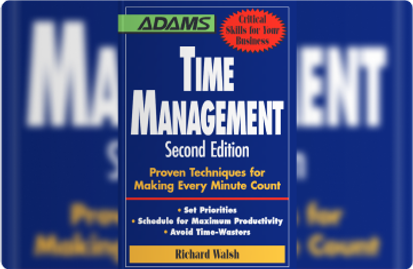 ADAMS
Critical
Skills for Your
Business
TIME
MANAGEMENT
Second Edition
Proven Techniques for
Making Every Minute Count
• Set Priorities
• Schedule for Maximum Productivity
• Avoid Time-Wasters
Richard Walsh